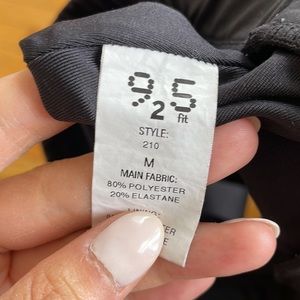 925
fit
STYLE:
210
M
MAIN FABRIC:
80% POLYESTER
20% ELASTANE